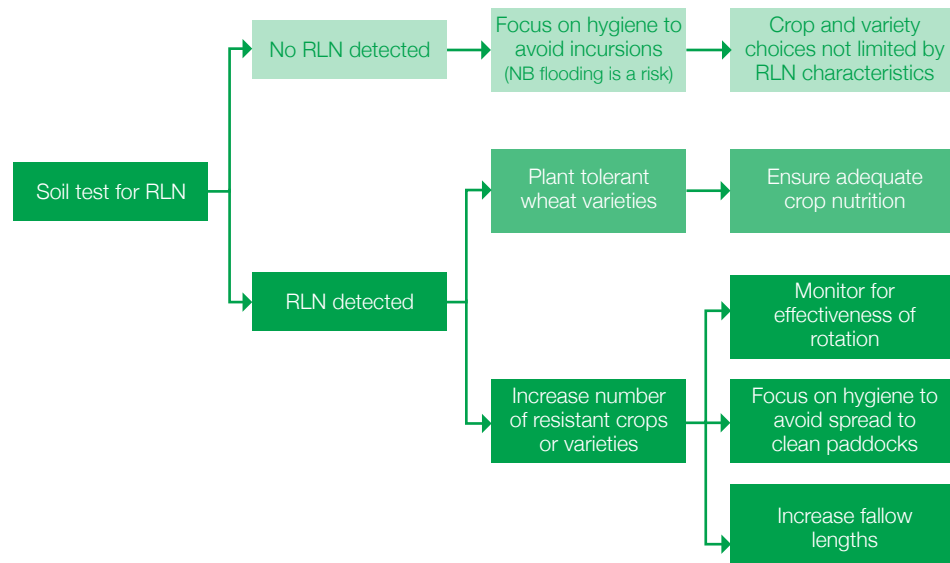 Soil test for RLN
No RLN detected
Focus on hygiene to
avoid incursions
(NB flooding is a risk)
Crop and variety
choices not limited by
RLN characteristics
RLN detected
Plant tolerant
wheat varieties
Ensure adequate
crop nutrition
Increase number
of resistant crops
or varieties
Monitor for
effectiveness of
rotation
Focus on hygiene to
avoid spread to
clean paddocks
Increase fallow
lengths